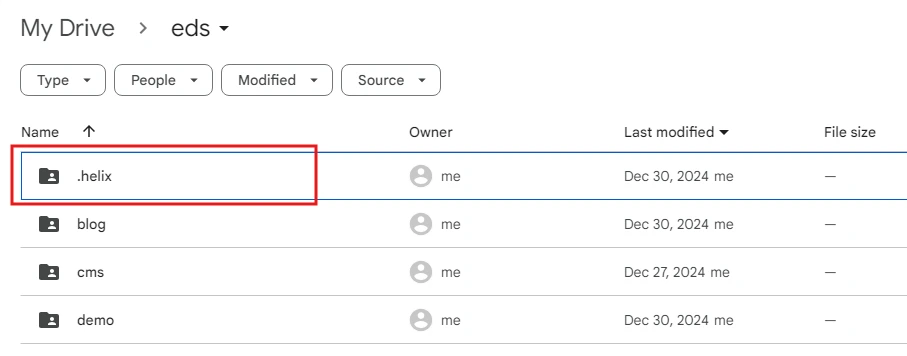 My Drive > eds
Type People Modified Source
Name Owner Last modified File size
.helix me Dec 30, 2024 me —
blog me Dec 30, 2024 me —
cms me Dec 27, 2024 me —
demo me Dec 30, 2024 me —